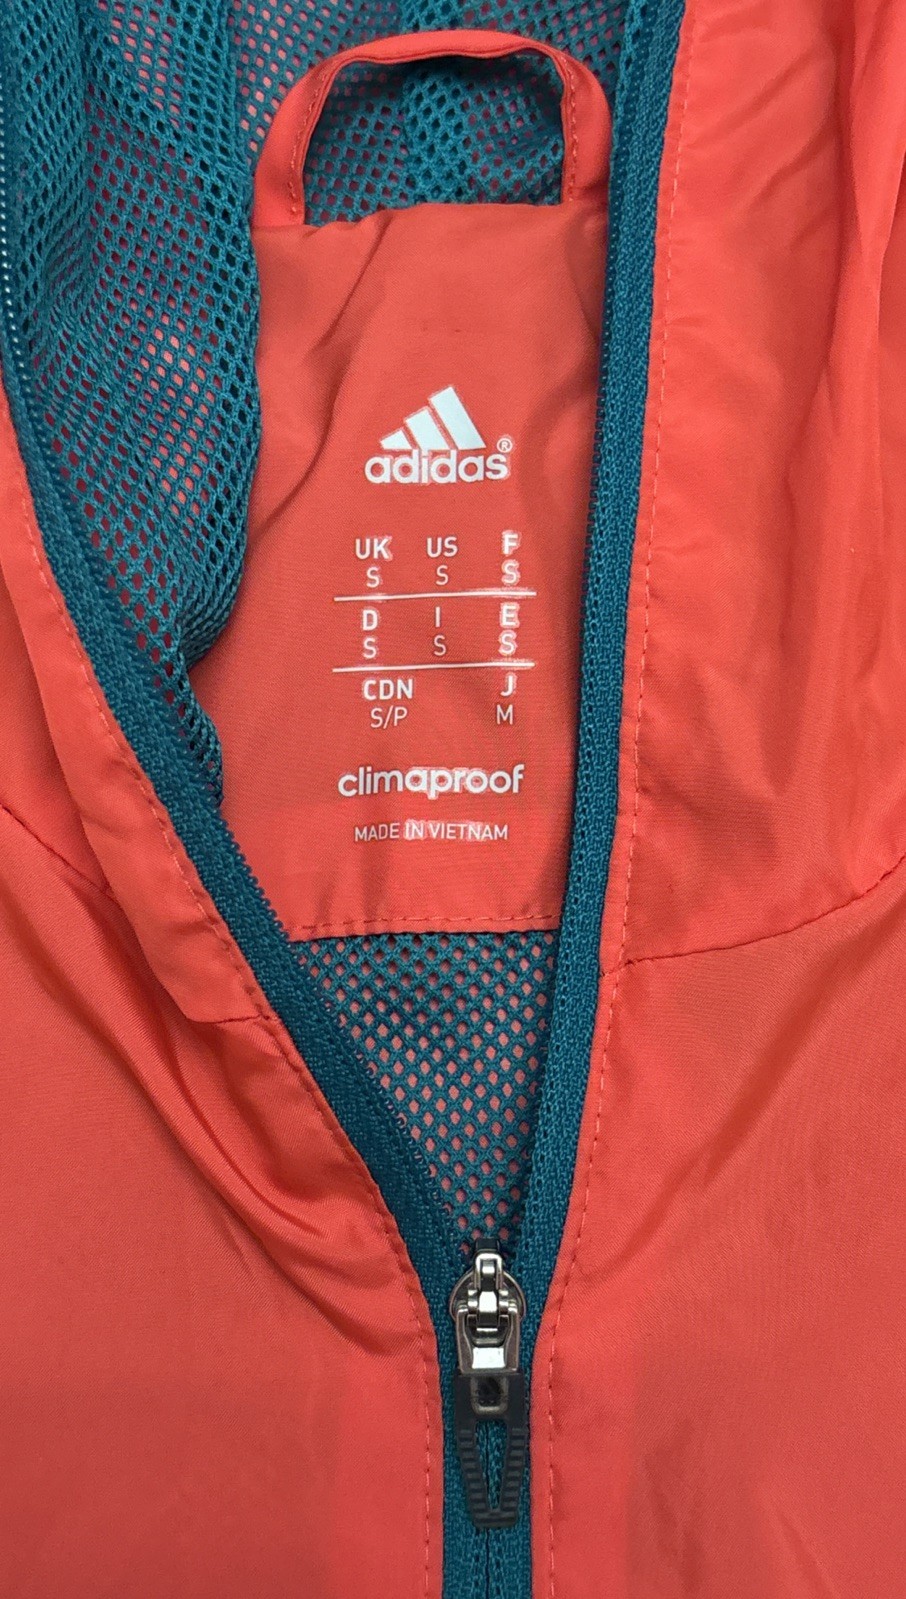 adidas®
UK US F
S S S
D I E
S S S
CDN J
S/P M
climaproof
MADE IN VIETNAM